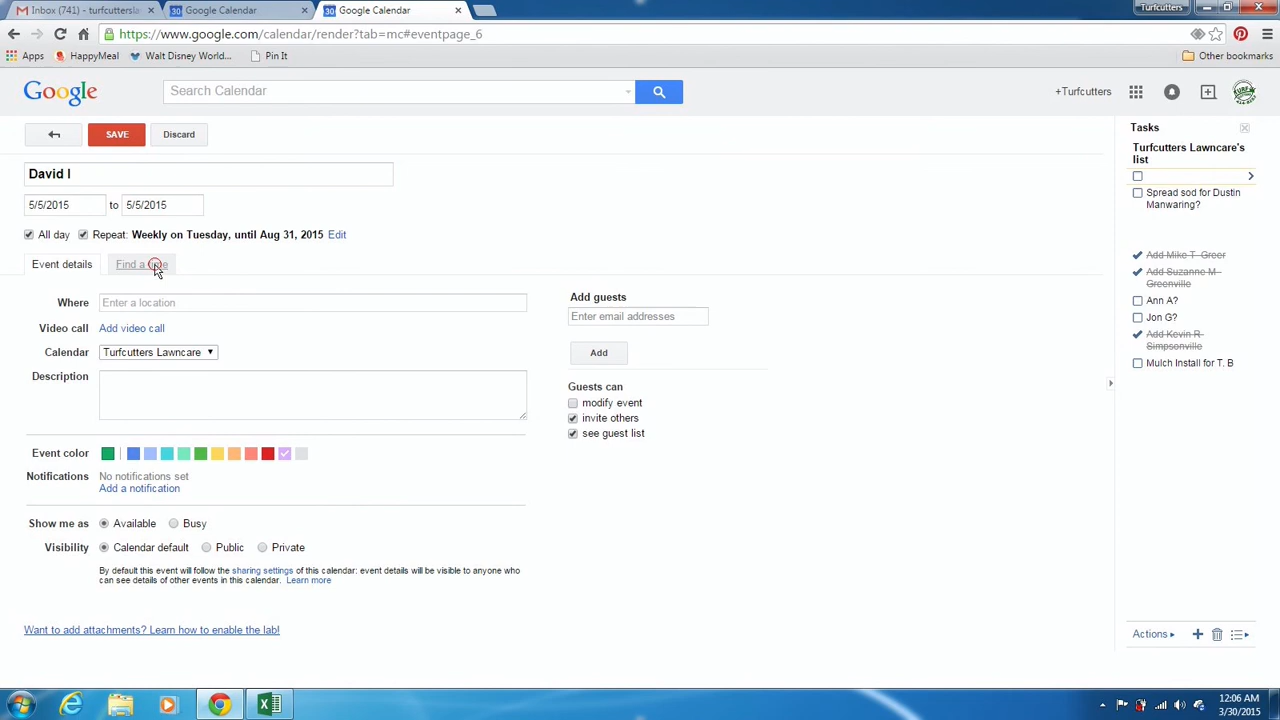 Inbox (741) – turfcutterslaw
Google Calendar
Google Calendar
Turfcutters
https://www.google.com/calendar/render?tab=mc#eventpage_6
Apps
HappyMeal
Walt Disney World...
Pin It
Other bookmarks
Google
Search Calendar
+Turfcutters
SAVE
Discard
Tasks
Turfcutters Lawncare's
list
David I
5/5/2015 to 5/5/2015
All day Repeat: Weekly on Tuesday, until Aug 31, 2015 Edit
Event details
Find a
Where Enter a location
Video call Add video call
Calendar Turfcutters Lawncare
Description
Event color
Notifications No notifications set
Add a notification
Show me as Available Busy
Visibility Calendar default Public Private
By default this event will follow the sharing settings of this calendar: event details will be visible to anyone who
can see details of other events in this calendar. Learn more
Want to add attachments? Learn how to enable the lab!
Add guests
Enter email addresses
Add
Guests can
modify event
invite others
see guest list
Spread sod for Dustin
Manwaring?
Add Mike T Greer
Add Suzanne M
Greenville
Ann A?
Jon G?
Add Kevin R
Simpsonville
Mulch Install for T. B
Actions
12:06 AM
3/30/2015